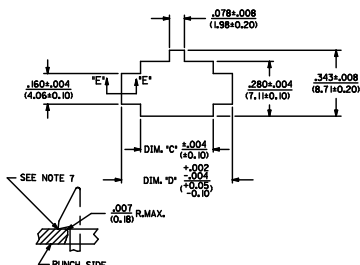 .078±.008
(1.98±0.20)
.160±.004
(4.06±0.10)
"E" "E"
.280±.004
(7.11±0.10)
.343±.008
(8.71±0.20)
DIM. "C" ±.004
(±0.10)
DIM. "D" +.002
-.004
(+0.05
-0.10)
SEE NOTE 7
.007 R.MAX.
(0.18)
PUNCH SIDE